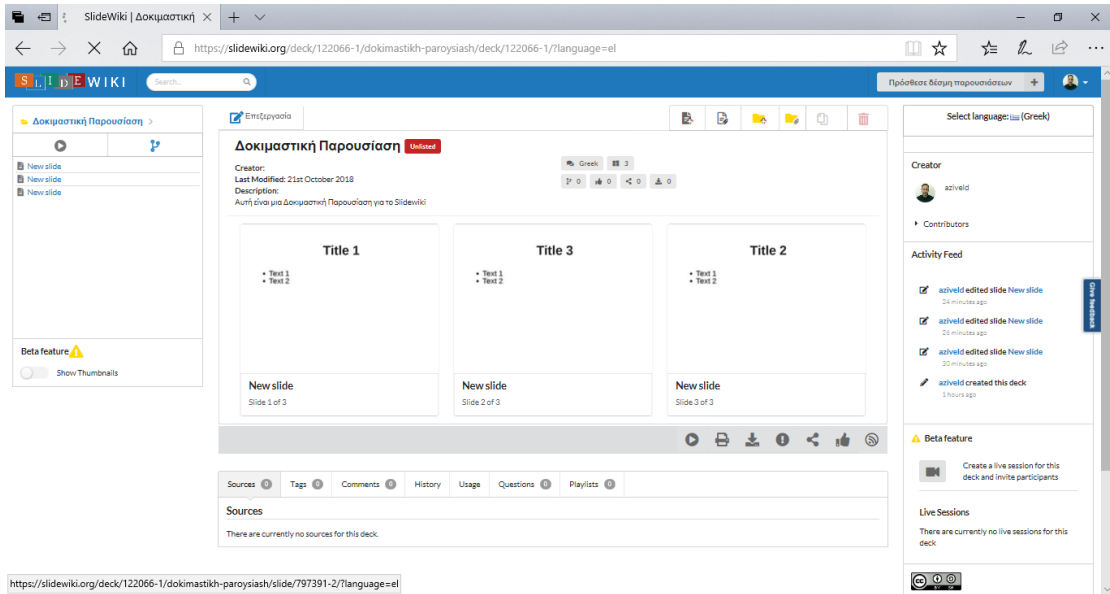 SlideWiki | Δοκιμαστική
https://slidewiki.org/deck/122066-1/dokimastikh-paroysiash/deck/122066-1/?language=el
SLIDEWIKI
Search...
Πρόσθεσε δέσμη παρουσιάσεων
Δοκιμαστική Παρουσίαση >
New slide
New slide
New slide
Beta feature
Show Thumbnails
Επεξεργασία
Δοκιμαστική Παρουσίαση Unlisted
Creator:
Last Modified: 21st October 2018
Description:
Αυτή είναι μια Δοκιμαστική Παρουσίαση για το Slidewiki
Greek 3
0 0 0 0
Title 1
• Text 1
• Text 2
New slide
Slide 1 of 3
Title 3
• Text 1
• Text 2
New slide
Slide 2 of 3
Title 2
• Text 1
• Text 2
New slide
Slide 3 of 3
Sources 0 Tags 0 Comments 0 History Usage Questions 0 Playlists 0
Sources
There are currently no sources for this deck.
Select language: (Greek)
Creator
aziveld
Contributors
Activity Feed
aziveld edited slide New slide
24 minutes ago
aziveld edited slide New slide
26 minutes ago
aziveld edited slide New slide
30 minutes ago
aziveld created this deck
1 hours ago
Give feedback
Beta feature
Create a live session for this
deck and invite participants
Live Sessions
There are currently no live sessions for this
deck
cc
BY SA
https://slidewiki.org/deck/122066-1/dokimastikh-paroysiash/slide/797391-2/?language=el